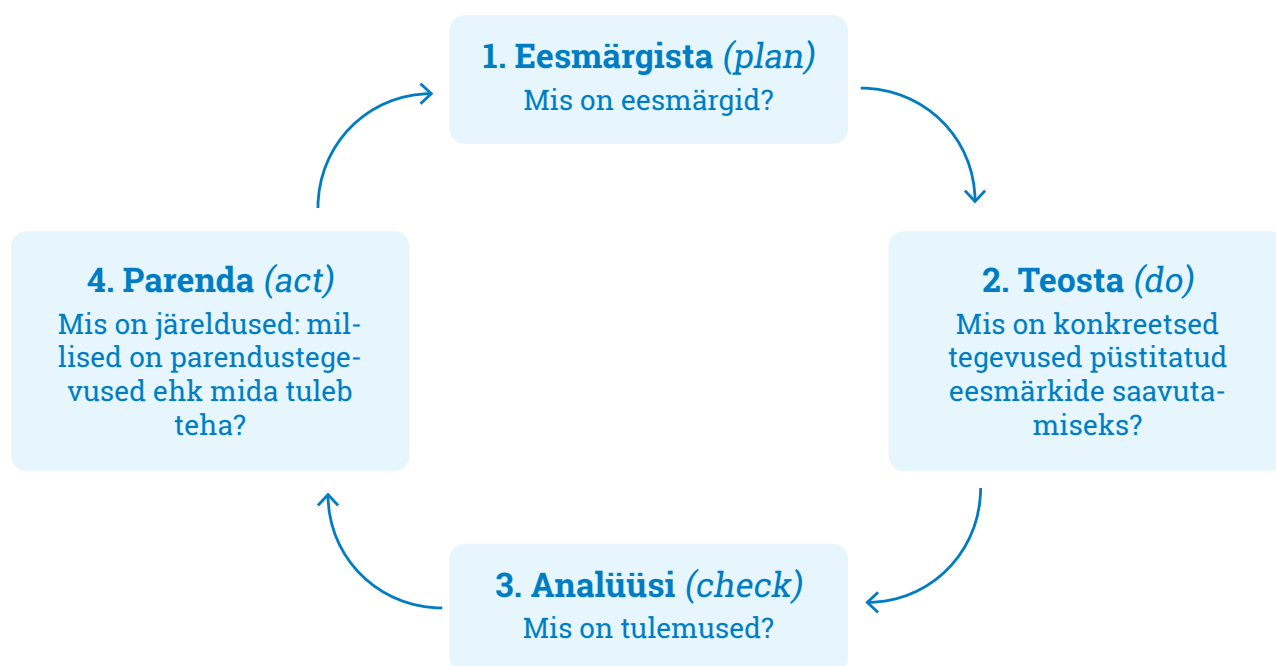 1. Eesmärgista (plan)
Mis on eesmärgid?
2. Teosta (do)
Mis on konkreetsed
tegevused püstitatud
eesmärkide saavuta-
miseks?
3. Analüüsi (check)
Mis on tulemused?
4. Parenda (act)
Mis on järeldused: mil-
lised on parendustege-
vused ehk mida tuleb
teha?